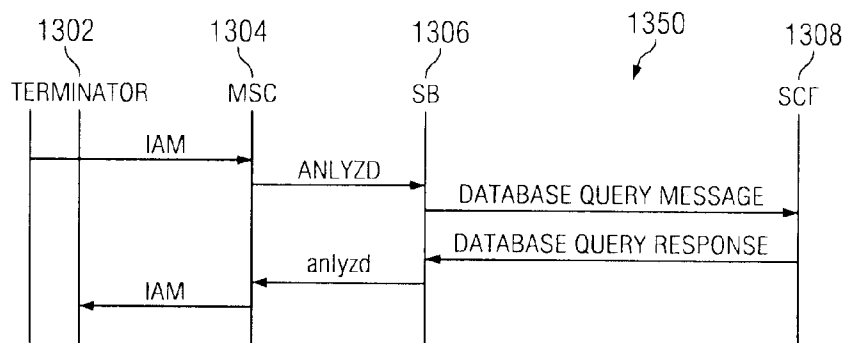 1302 1304 1306 1350 1308
TERMINATOR MSC SB SCF
IAM
ANLYZD
DATABASE QUERY MESSAGE
DATABASE QUERY RESPONSE
anlyzd
IAM